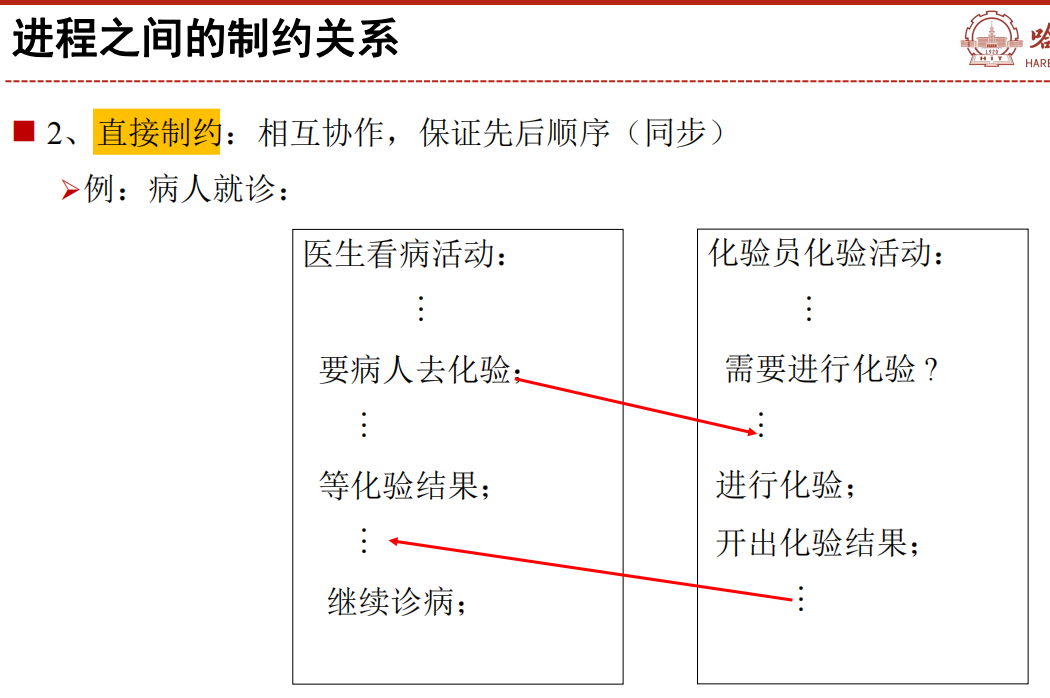 进程之间的制约关系
哈
HARB
1920
HIT
2、直接制约：相互协作，保证先后顺序（同步）
例：病人就诊：
医生看病活动：
⋮
要病人去化验；
⋮
等化验结果；
⋮
继续诊病；
化验员化验活动：
⋮
需要进行化验？
⋮
进行化验；
开出化验结果；
⋮